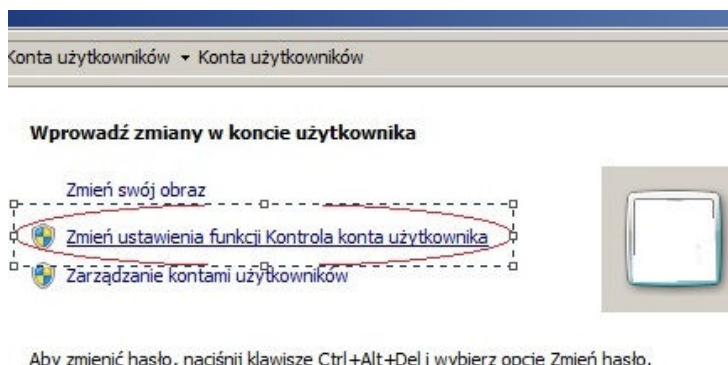 Konta użytkowników ▾ Konta użytkowników
Wprowadź zmiany w koncie użytkownika
Zmień swój obraz
Zmień ustawienia funkcji Kontrola konta użytkownika
Zarządzanie kontami użytkowników
Aby zmienić hasło, naciśnij klawisze Ctrl+Alt+Del i wybierz opcję Zmień hasło.